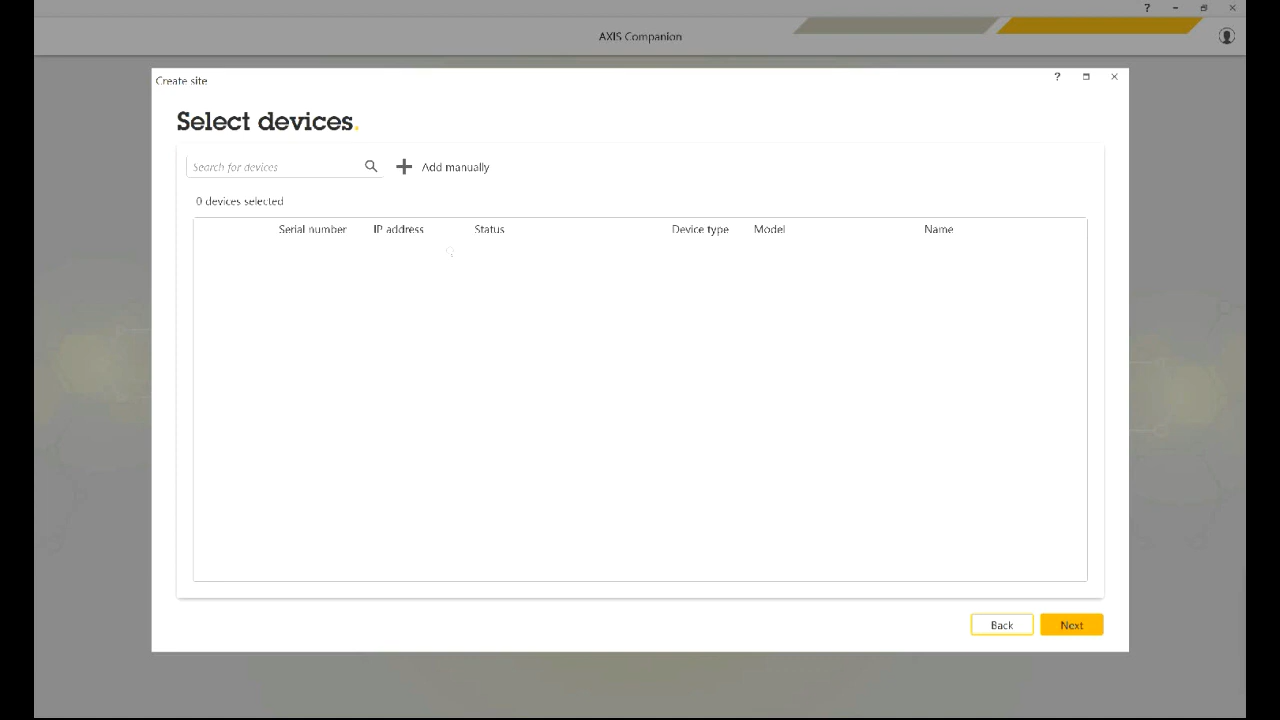 ?
AXIS Companion
Create site
?
Select devices.
Search for devices
Add manually
0 devices selected
Serial number IP address Status Device type Model Name
Back Next